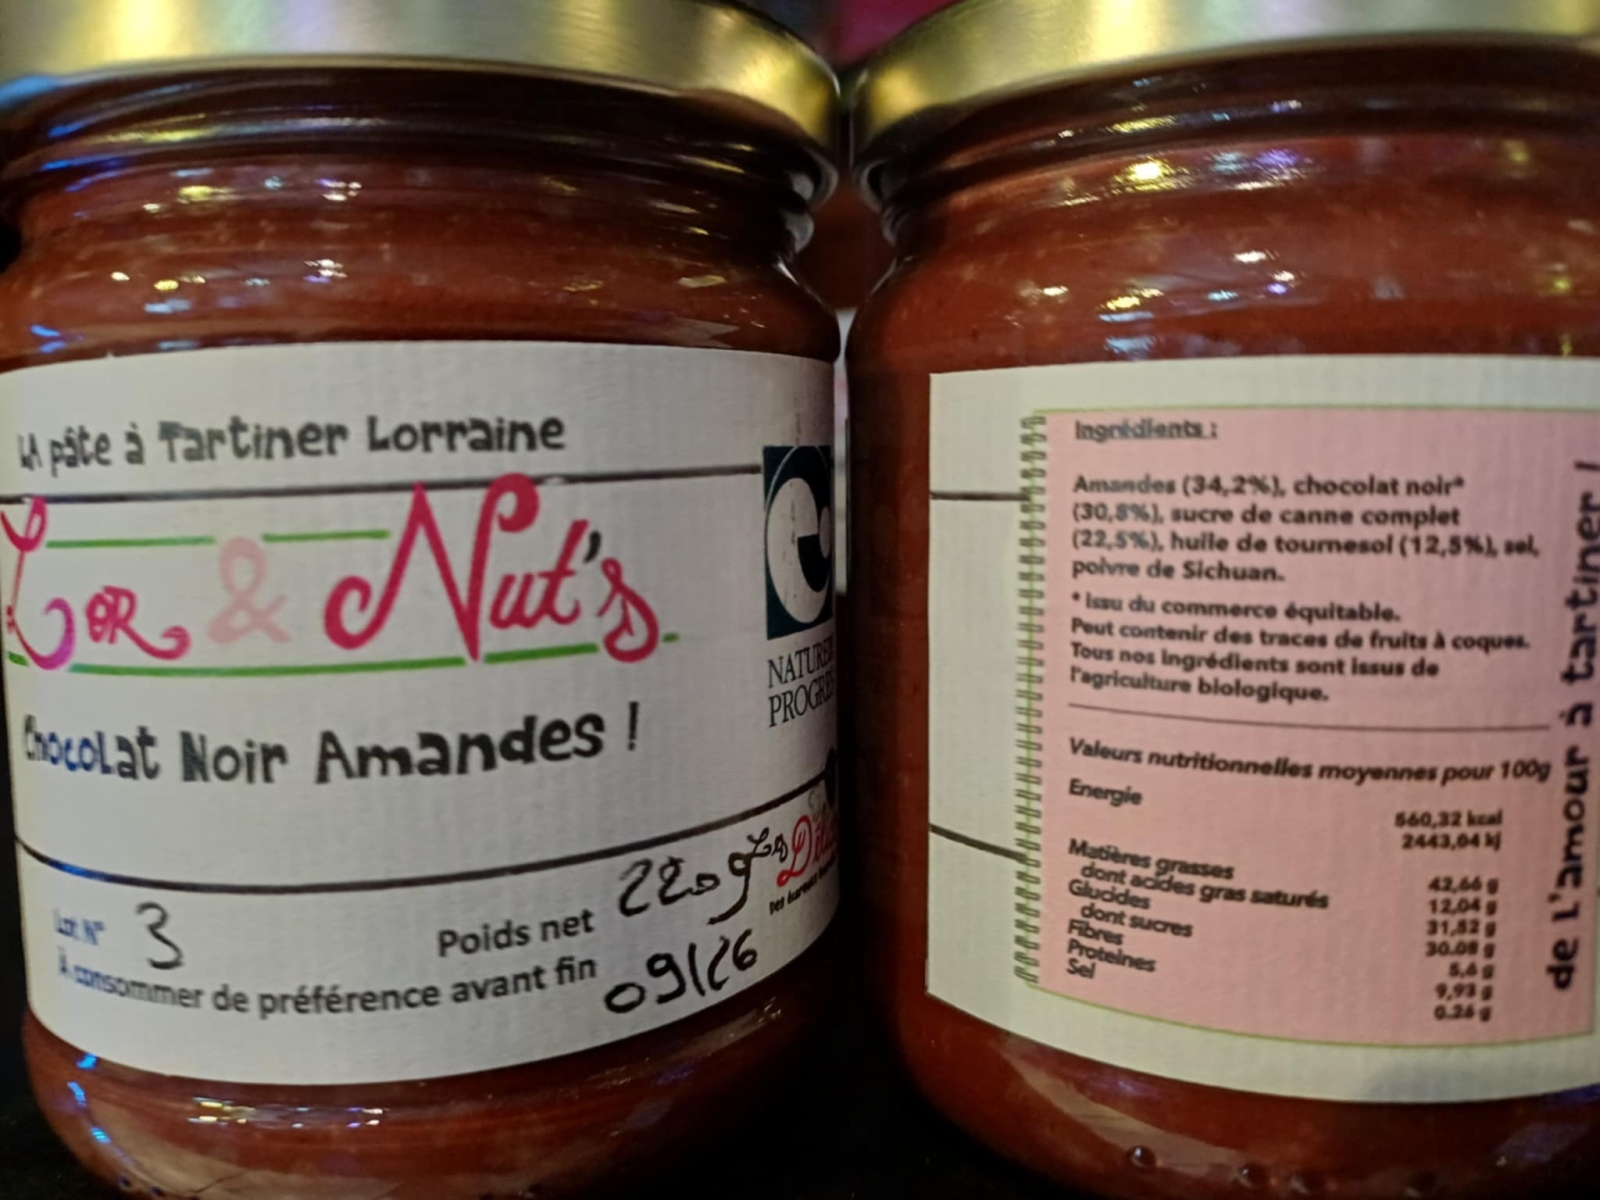 LA pâte à Tartiner Lorraine
Lor & Nut's
Chocolat Noir Amandes !
NATURE
PROGRE
Lot N° 3
Poids net 220g
Les Déli
À consommer de préférence avant fin 09/26
Ingrédients :
Amandes (34,2%), chocolat noir*
(30,8%), sucre de canne complet
(22,5%), huile de tournesol (12,5%), sel,
poivre de Sichuan.
* Issu du commerce équitable.
Peut contenir des traces de fruits à coques.
Tous nos ingrédients sont issus de
l'agriculture biologique.
Valeurs nutritionnelles moyennes pour 100g
Energie 560,32 kcal
2443,04 kj
Matières grasses 42,66 g
dont acides gras saturés 12,04 g
Glucides 31,52 g
dont sucres 30.08 g
Fibres 5,6 g
Proteines 9,93 g
Sel 0.26 g
de l'amour à tartiner !